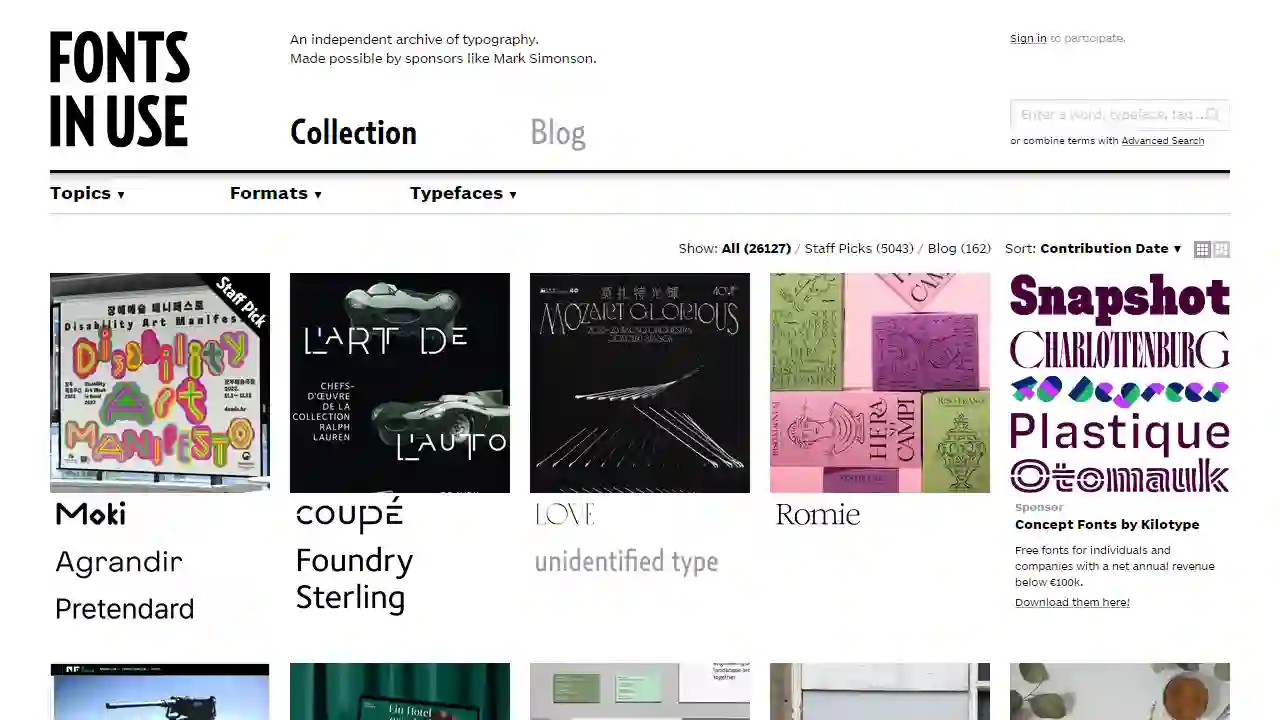 FONTS
IN USE
An independent archive of typography.
Made possible by sponsors like Mark Simonson.
Sign in to participate.
Collection
Blog
Enter a word, typeface, tag ...
or combine terms with Advanced Search
Topics ▾
Formats ▾
Typefaces ▾
Show: All (26127) / Staff Picks (5043) / Blog (162)
Sort: Contribution Date ▾
Staff Pick
장애예술 매니페스토
Disability Art Manifes
Disability
Art
MANIFESTO
L'ART DE
CHEFS-
D'ŒUVRE
DE LA
COLLECTION
RALPH
LAUREN
L'AUTO
莫扎特光輝
MOZART GLORIOUS
HERA
CAMPI
Snapshot
CHARLOTTENBURG
Plastique
Otomauk
Moki
Agrandir
Pretendard
coupé
Foundry
Sterling
LOVE
unidentified type
Romie
Sponsor
Concept Fonts by Kilotype
Free fonts for individuals and
companies with a net annual revenue
below €100k.
Download them here!
Ein Hotel
together